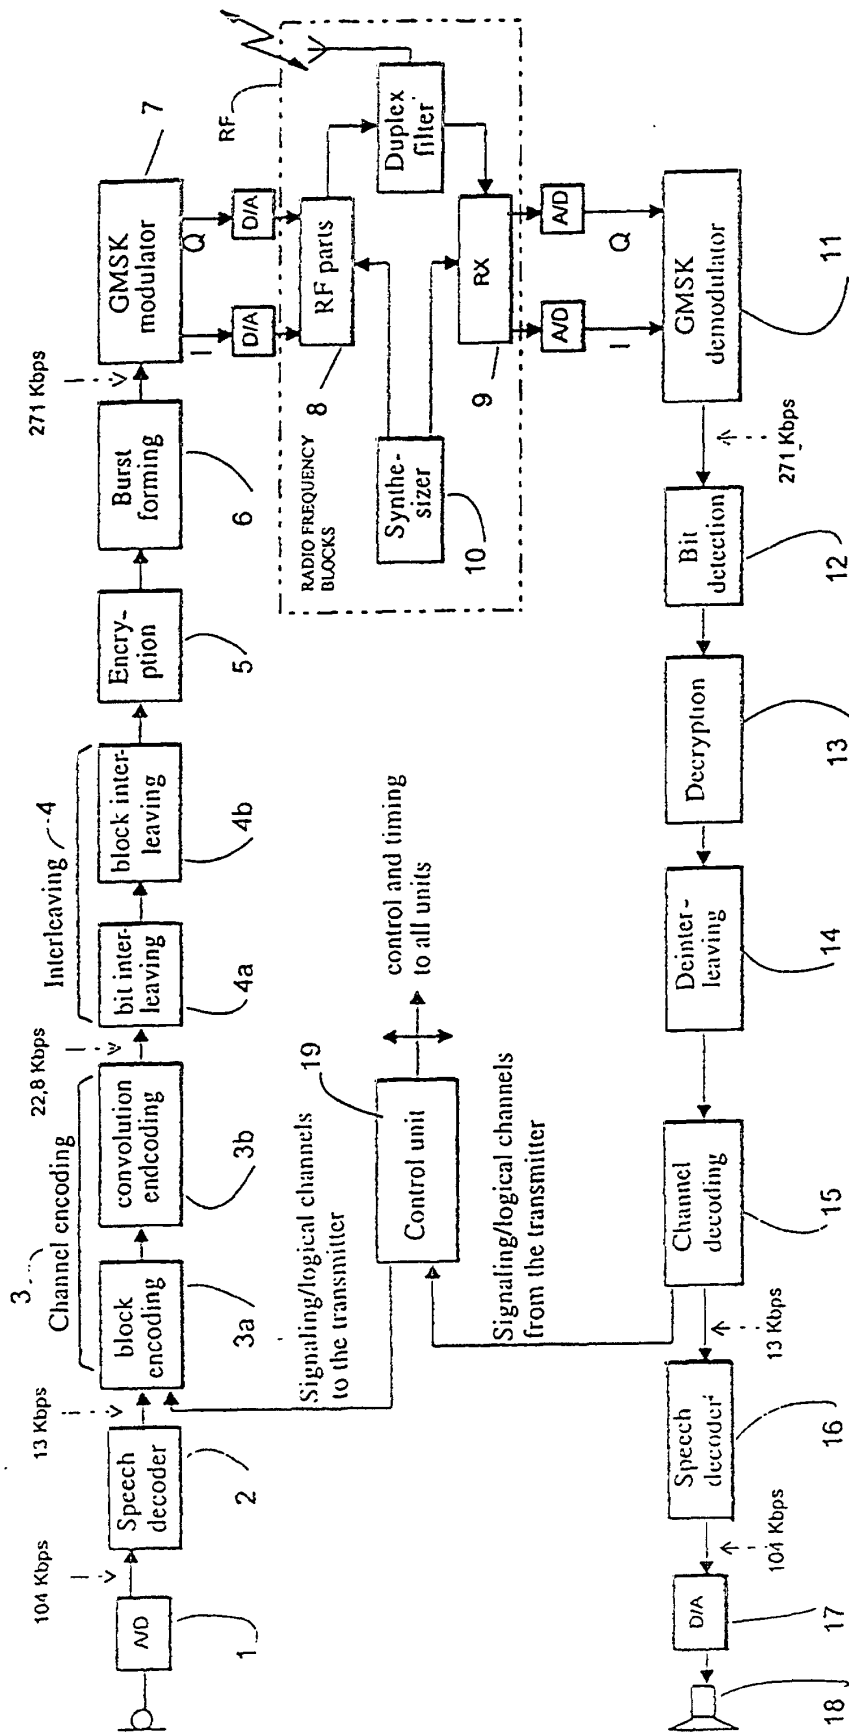 3
Channel encoding
Interleaving
4
104 Kbps
13 Kbps
22,8 Kbps
271 Kbps
A/D
Speech
decoder
block
encoding
convolution
endcoding
bit inter-
leaving
block inter-
leaving
Encry-
ption
Burst
forming
GMSK
modulator
1
2
3a
3b
4a
4b
5
6
7
I
Q
D/A
D/A
RF
RADIO FREQUENCY
BLOCKS
RF parts
8
Duplex
filter
Synthe-
sizer
10
RX
9
A/D
A/D
I
Q
Signaling/logical channels
to the transmitter
Control unit
19
control and timing
to all units
Signaling/logical channels
from the transmitter
D/A
Speech
decoder
Channel
decoding
Deinter-
leaving
Decryption
Bit
detection
GMSK
demodulator
104 Kbps
13 Kbps
271 Kbps
18
17
16
15
14
13
12
11